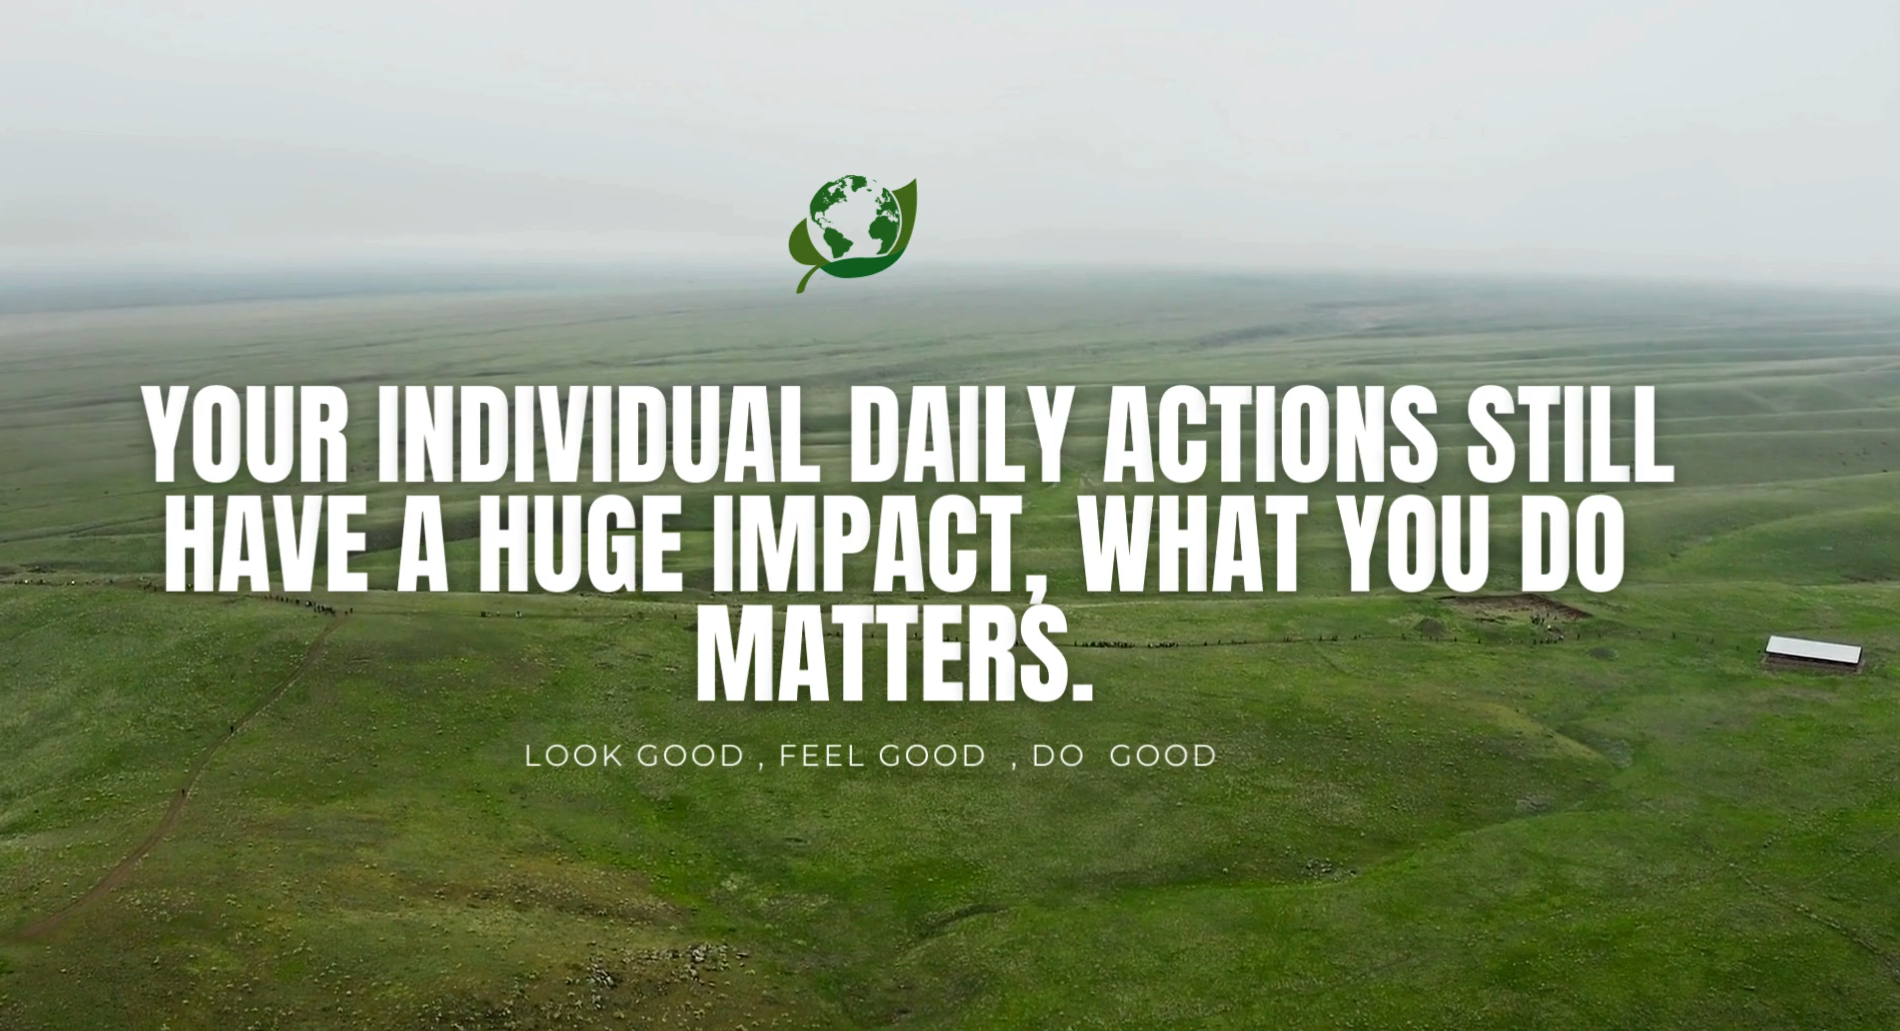 YOUR INDIVIDUAL DAILY ACTIONS STILL
HAVE A HUGE IMPACT, WHAT YOU DO
MATTERS.
LOOK GOOD , FEEL GOOD , DO GOOD